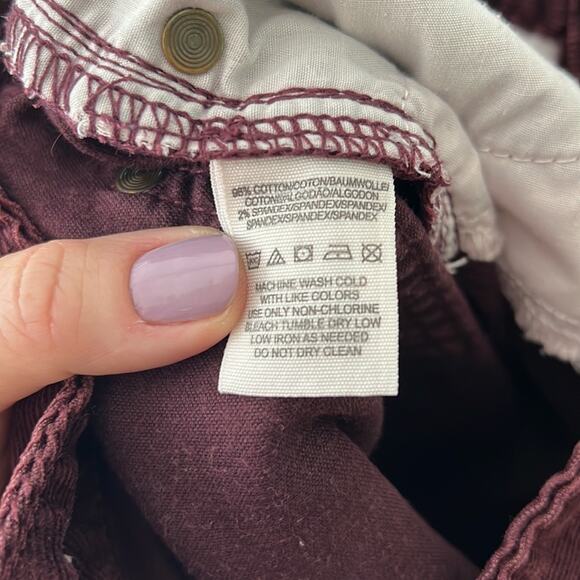 98% COTTON/COTON/BAUMWOLLE/
COTONE/ALGODÃO/ALGODON
2% SPANDEX/SPANDEX/SPANDEX/
SPANDEX/SPANDEX/SPANDEX
MACHINE WASH COLD
WITH LIKE COLORS
USE ONLY NON-CHLORINE
BLEACH TUMBLE DRY LOW
LOW IRON AS NEEDED
DO NOT DRY CLEAN